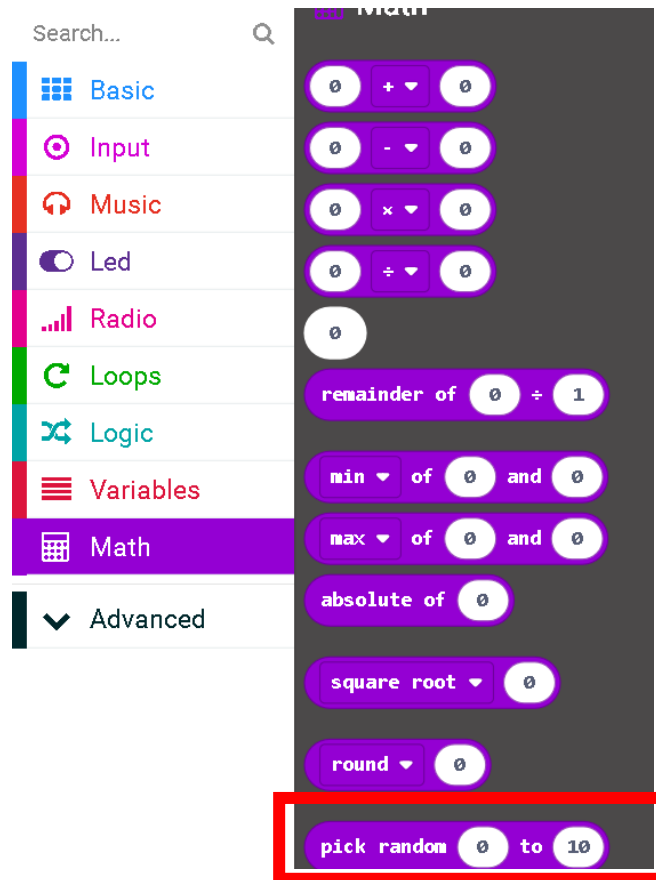 Search...
Basic
Input
Music
Led
Radio
Loops
Logic
Variables
Math
Advanced
Math
0 + 0
0 - 0
0 × 0
0 ÷ 0
0
remainder of 0 ÷ 1
min of 0 and 0
max of 0 and 0
absolute of 0
square root 0
round 0
pick random 0 to 10